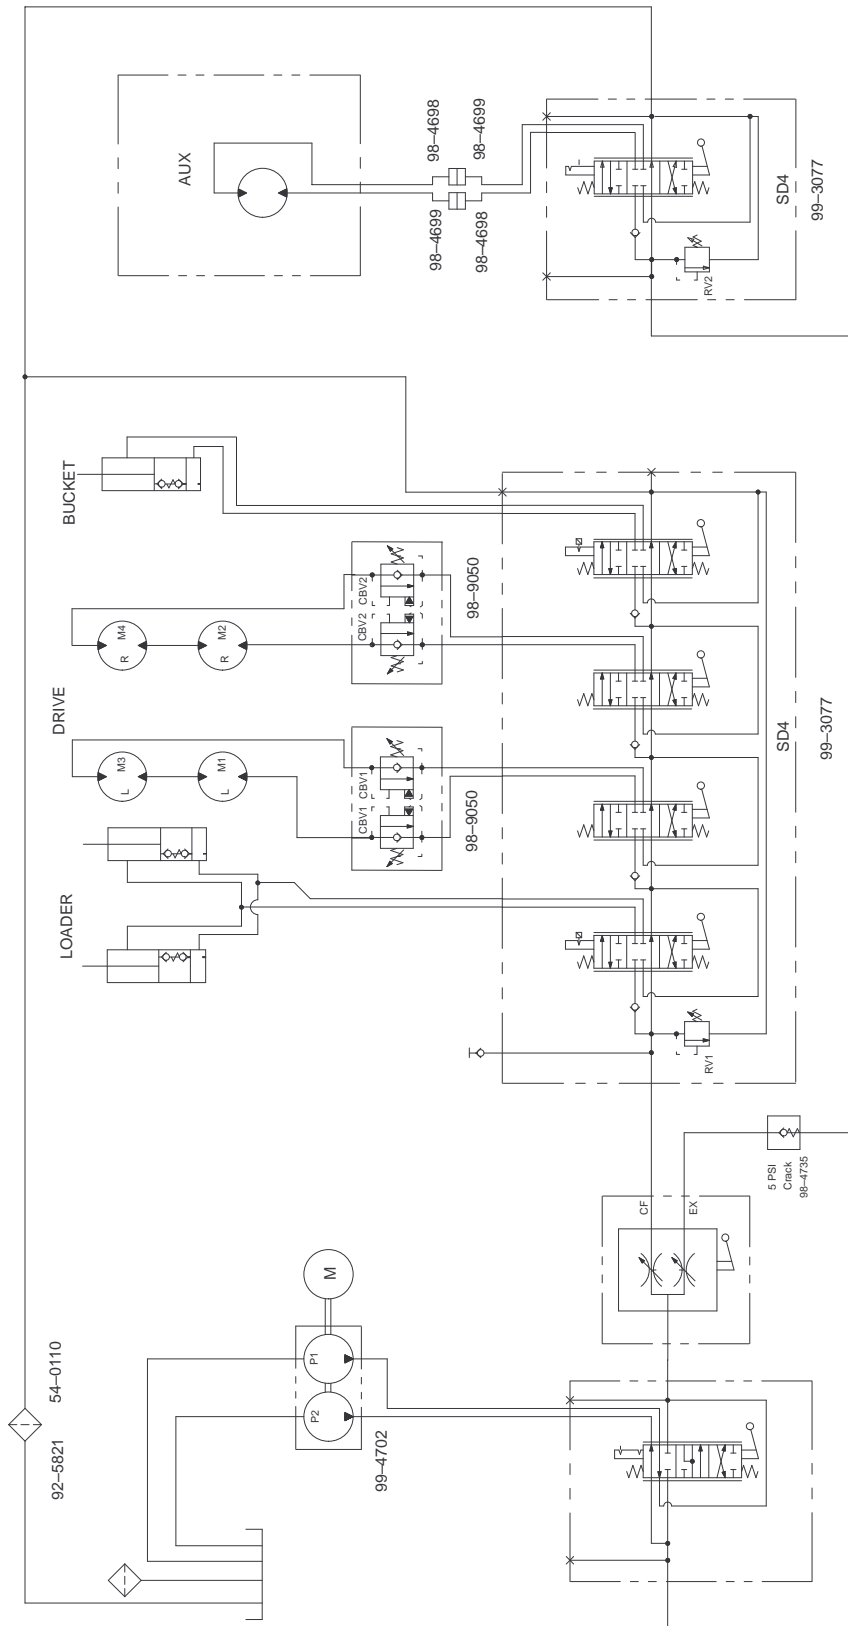 AUX
98–4698
98–4699
98–4699
98–4698
SD4
99–3077
RV2
BUCKET
98–9050
CBV2
CBV2
M4
R
M2
R
DRIVE
M3
L
M1
L
CBV1
CBV1
98–9050
SD4
99–3077
LOADER
RV1
5 PSI
Crack
98–4735
CF
EX
M
P1
P2
99–4702
54–0110
92–5821